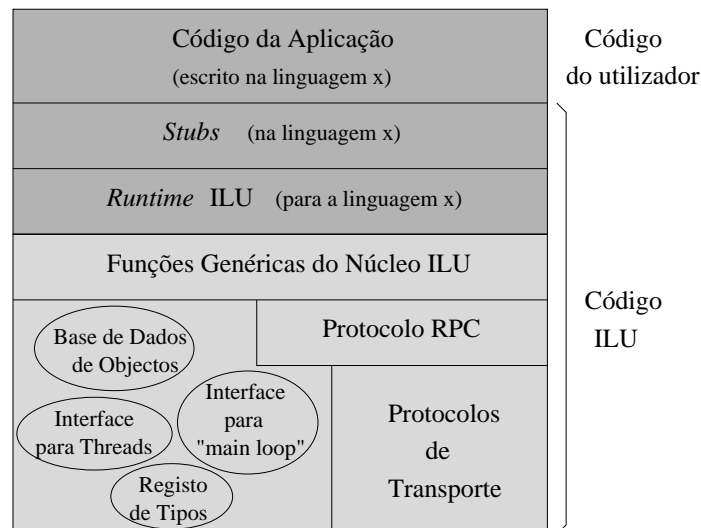 Código da Aplicação
(escrito na linguagem x)
Código
do utilizador
Stubs (na linguagem x)
Runtime ILU (para a linguagem x)
Funções Genéricas do Núcleo ILU
Código
ILU
Base de Dados
de Objectos
Protocolo RPC
Interface
para
"main loop"
Interface
para Threads
Registo
de Tipos
Protocolos
de
Transporte